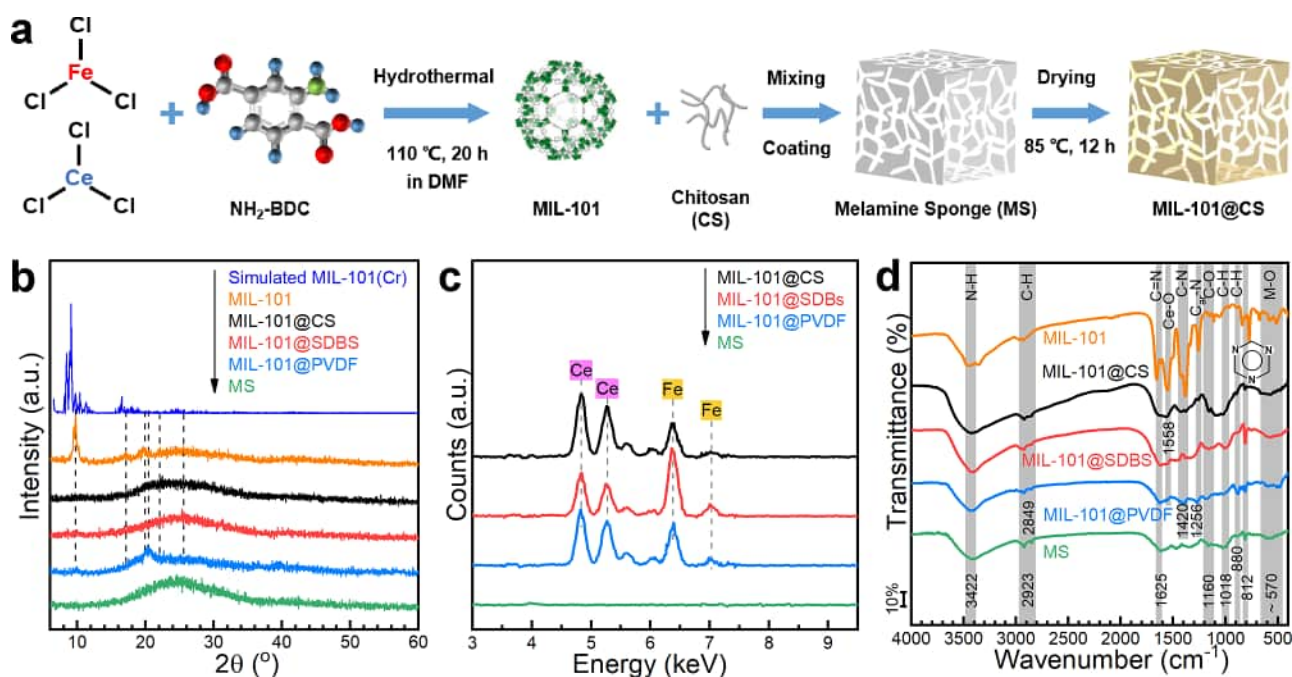 a
Cl
Fe
Cl
Cl
Cl
Ce
Cl
Cl
+
NH₂-BDC
Hydrothermal
110 ℃, 20 h
in DMF
MIL-101
+
Chitosan
(CS)
Mixing
Coating
Melamine Sponge (MS)
Drying
85 ℃, 12 h
MIL-101@CS
b
Simulated MIL-101(Cr)
MIL-101
MIL-101@CS
MIL-101@SDBS
MIL-101@PVDF
MS
Intensity (a.u.)
10 20 30 40 50 60
2θ (°)
c
MIL-101@CS
MIL-101@SDBs
MIL-101@PVDF
MS
Ce
Ce
Fe
Fe
Counts (a.u.)
3 4 5 6 7 8 9
Energy (keV)
d
N-H
C-H
C=N
Ce-O
C-N
Cₐᵣ-N
C-O
C-H
C-H
M-O
MIL-101
N
N
N
MIL-101@CS
MIL-101@SDBS
MIL-101@PVDF
MS
3422
2923
2849
1625
1558
1420
1256
1160
1018
880
812
~ 570
10%
Transmittance (%)
4000 3500 3000 2500 2000 1500 1000 500
Wavenumber (cm⁻¹)